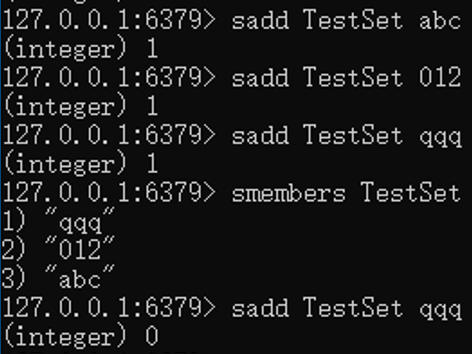 127.0.0.1:6379> sadd TestSet abc
(integer) 1
127.0.0.1:6379> sadd TestSet 012
(integer) 1
127.0.0.1:6379> sadd TestSet qqq
(integer) 1
127.0.0.1:6379> smembers TestSet
1) "qqq"
2) "012"
3) "abc"
127.0.0.1:6379> sadd TestSet qqq
(integer) 0